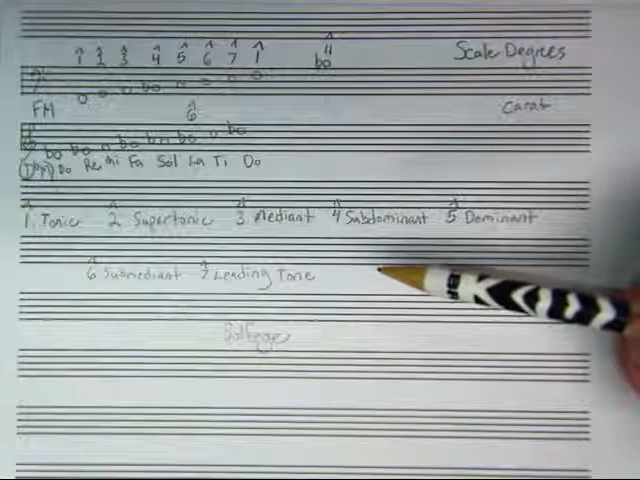 1̂ 2̂ 3̂ 4̂ 5̂ 6̂ 7̂ 1̂ 4̂ Scale Degrees
FM 6̂ Carat
Do Re Mi Fa Sol La Ti Do
1̂ Tonic 2̂ Supertonic 3̂ Mediant 4̂ Subdominant 5̂ Dominant
6̂ Submediant 7̂ Leading Tone
Solfege